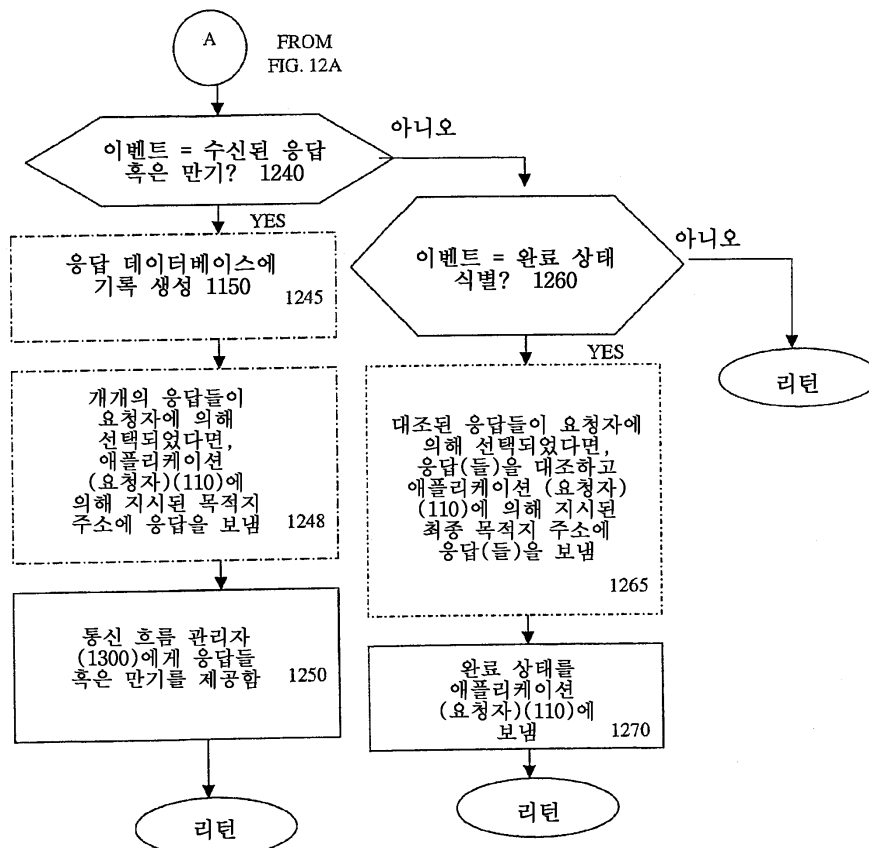 A
FROM
FIG. 12A
아니오
이벤트 = 수신된 응답
혹은 만기? 1240
YES
응답 데이터베이스에
기록 생성 1150
1245
개개의 응답들이
요청자에 의해
선택되었다면,
애플리케이션
(요청자)(110)에
의해 지시된 목적지
주소에 응답을 보냄
1248
통신 흐름 관리자
(1300)에게 응답들
혹은 만기를 제공함
1250
리턴
이벤트 = 완료 상태
식별? 1260
아니오
YES
리턴
대조된 응답들이 요청자에
의해 선택되었다면,
응답(들)을 대조하고
애플리케이션 (요청자)
(110)에 의해 지시된
최종 목적지 주소에
응답(들)을 보냄
1265
완료 상태를
애플리케이션
(요청자)(110)에
보냄
1270
리턴